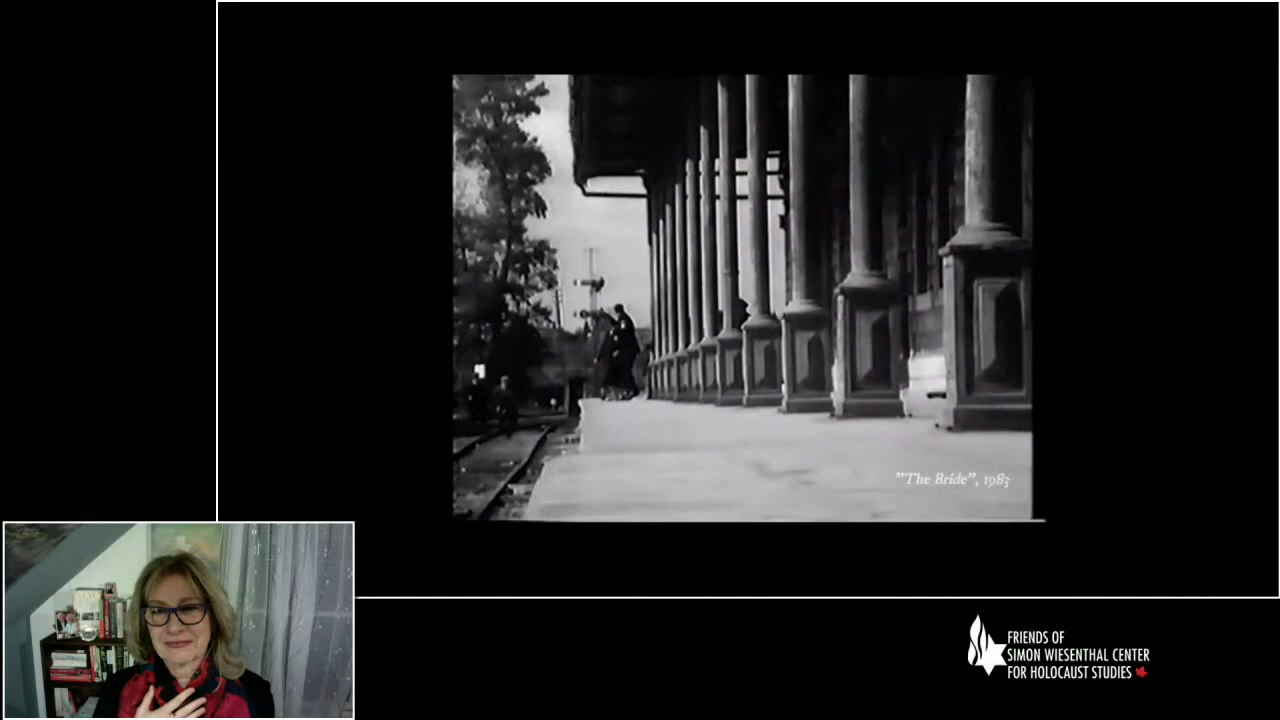 "The Bride", 1983
FRIENDS OF
SIMON WIESENTHAL CENTER
FOR HOLOCAUST STUDIES